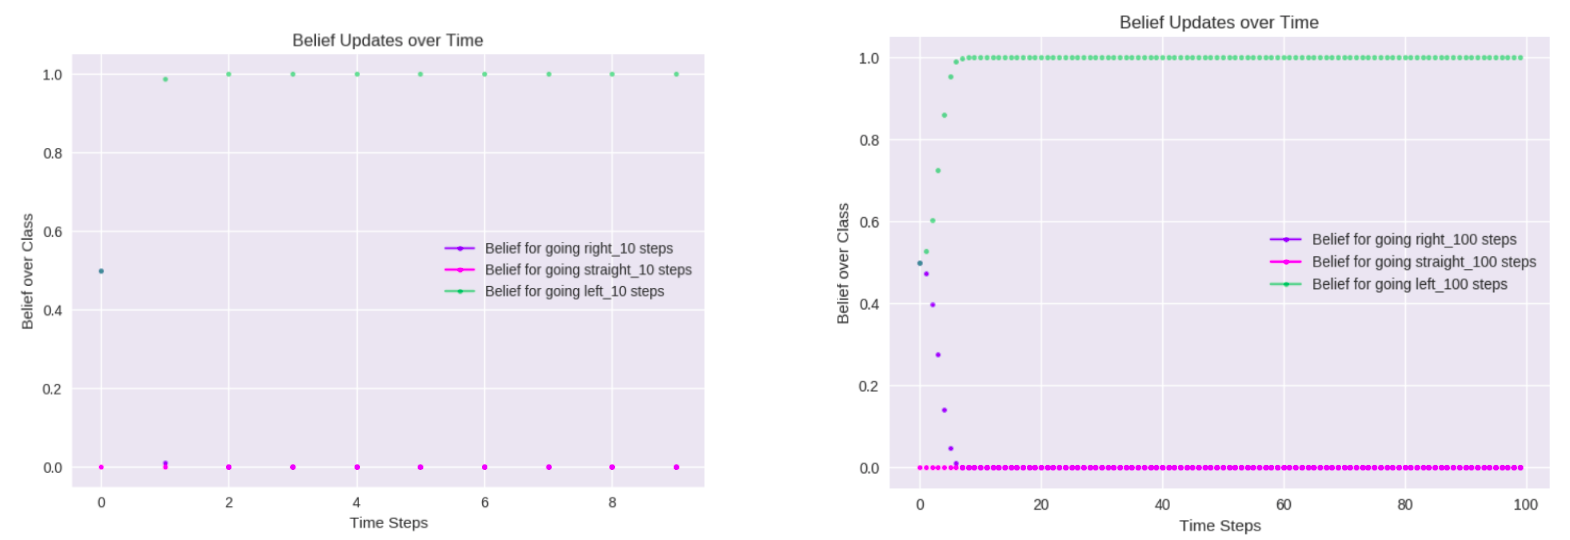 Belief Updates over Time
1.0
0.8
0.6
0.4
0.2
0.0
Belief over Class
Belief for going right_10 steps
Belief for going straight_10 steps
Belief for going left_10 steps
0 2 4 6 8
Time Steps
Belief Updates over Time
1.0
0.8
0.6
0.4
0.2
0.0
Belief over Class
Belief for going right_100 steps
Belief for going straight_100 steps
Belief for going left_100 steps
0 20 40 60 80 100
Time Steps